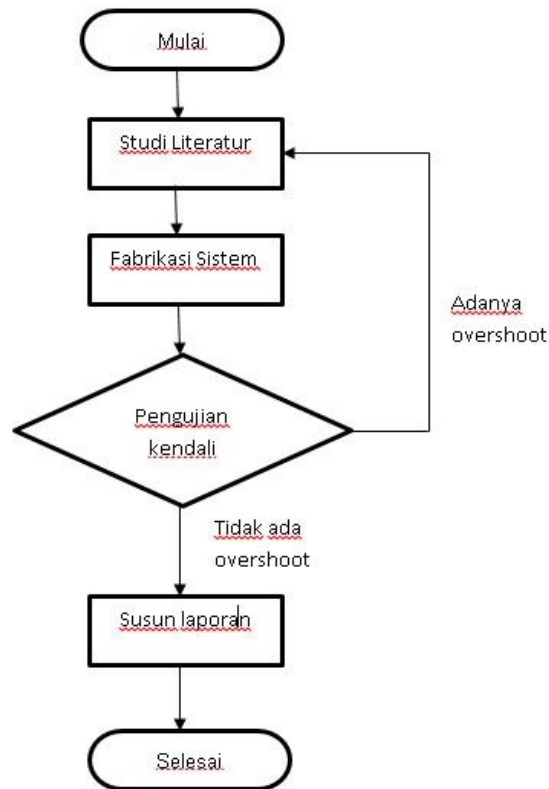 Mulai
Studi Literatur
Fabrikasi Sistem
Adanya
overshoot
Pengujian
kendali
Tidak ada
overshoot
Susun laporan
Selesai